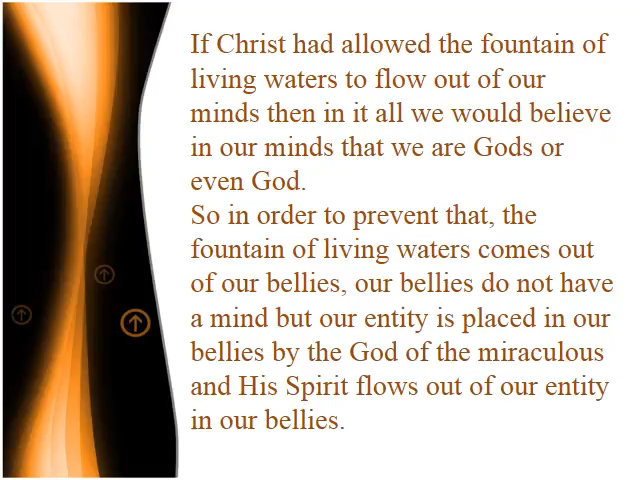 If Christ had allowed the fountain of
living waters to flow out of our
minds then in it all we would believe
in our minds that we are Gods or
even God.
So in order to prevent that, the
fountain of living waters comes out
of our bellies, our bellies do not have
a mind but our entity is placed in our
bellies by the God of the miraculous
and His Spirit flows out of our entity
in our bellies.